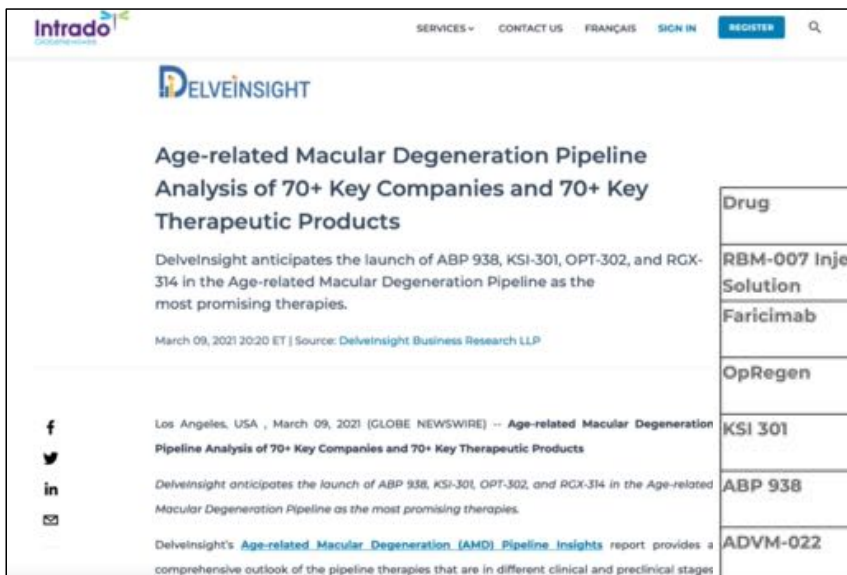 Intrado
GlobeNewswire
SERVICES
CONTACT US
FRANÇAIS
SIGN IN
REGISTER
DELVEINSIGHT
Age-related Macular Degeneration Pipeline
Analysis of 70+ Key Companies and 70+ Key
Therapeutic Products
DelveInsight anticipates the launch of ABP 938, KSI-301, OPT-302, and RGX-
314 in the Age-related Macular Degeneration Pipeline as the
most promising therapies.
March 09, 2021 20:20 ET | Source: DelveInsight Business Research LLP
Los Angeles, USA , March 09, 2021 (GLOBE NEWSWIRE) -- Age-related Macular Degeneration
Pipeline Analysis of 70+ Key Companies and 70+ Key Therapeutic Products
DelveInsight anticipates the launch of ABP 938, KSI-301, OPT-302, and RGX-314 in the Age-related
Macular Degeneration Pipeline as the most promising therapies.
DelveInsight's Age-related Macular Degeneration (AMD) Pipeline Insights report provides a
comprehensive outlook of the pipeline therapies that are in different clinical and preclinical stages
Drug
RBM-007 Inje
Solution
Faricimab
OpRegen
KSI 301
ABP 938
ADVM-022